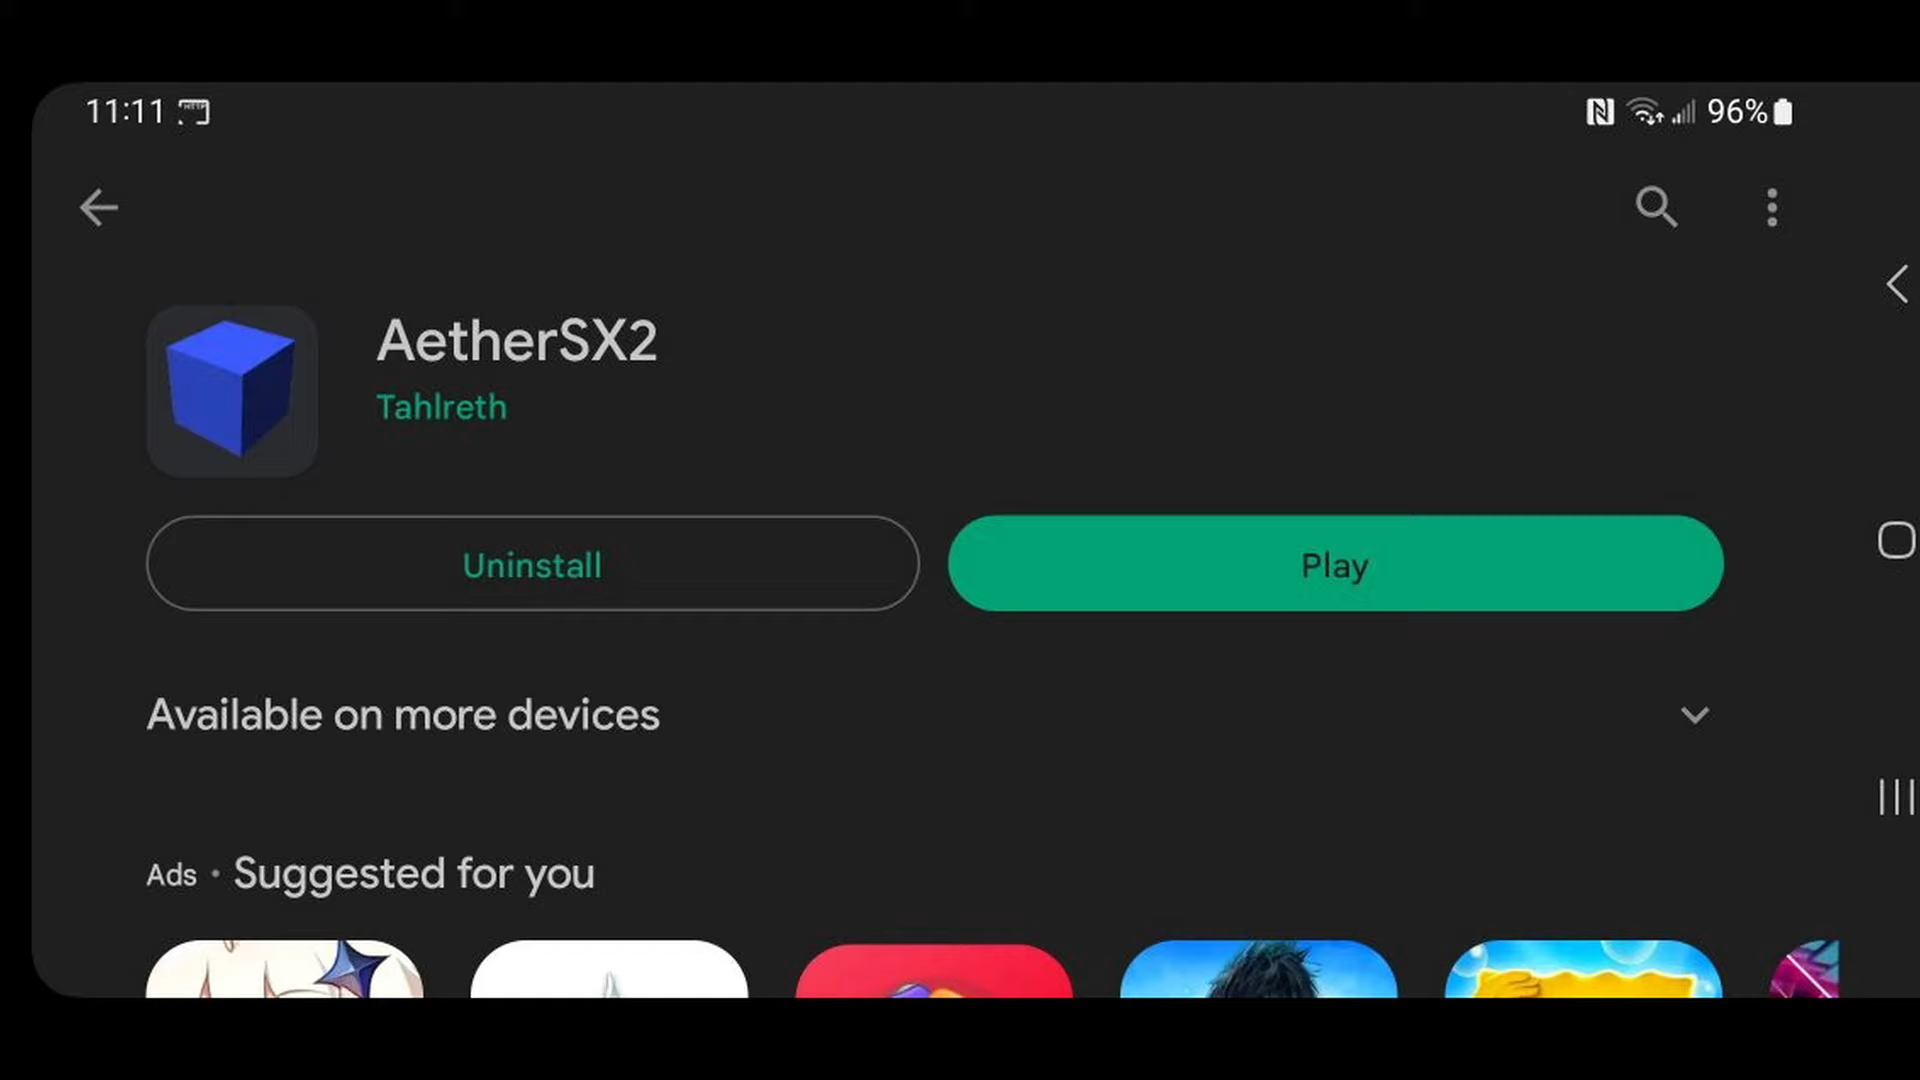 11:11
96%
AetherSX2
Tahlreth
Uninstall
Play
Available on more devices
Ads • Suggested for you